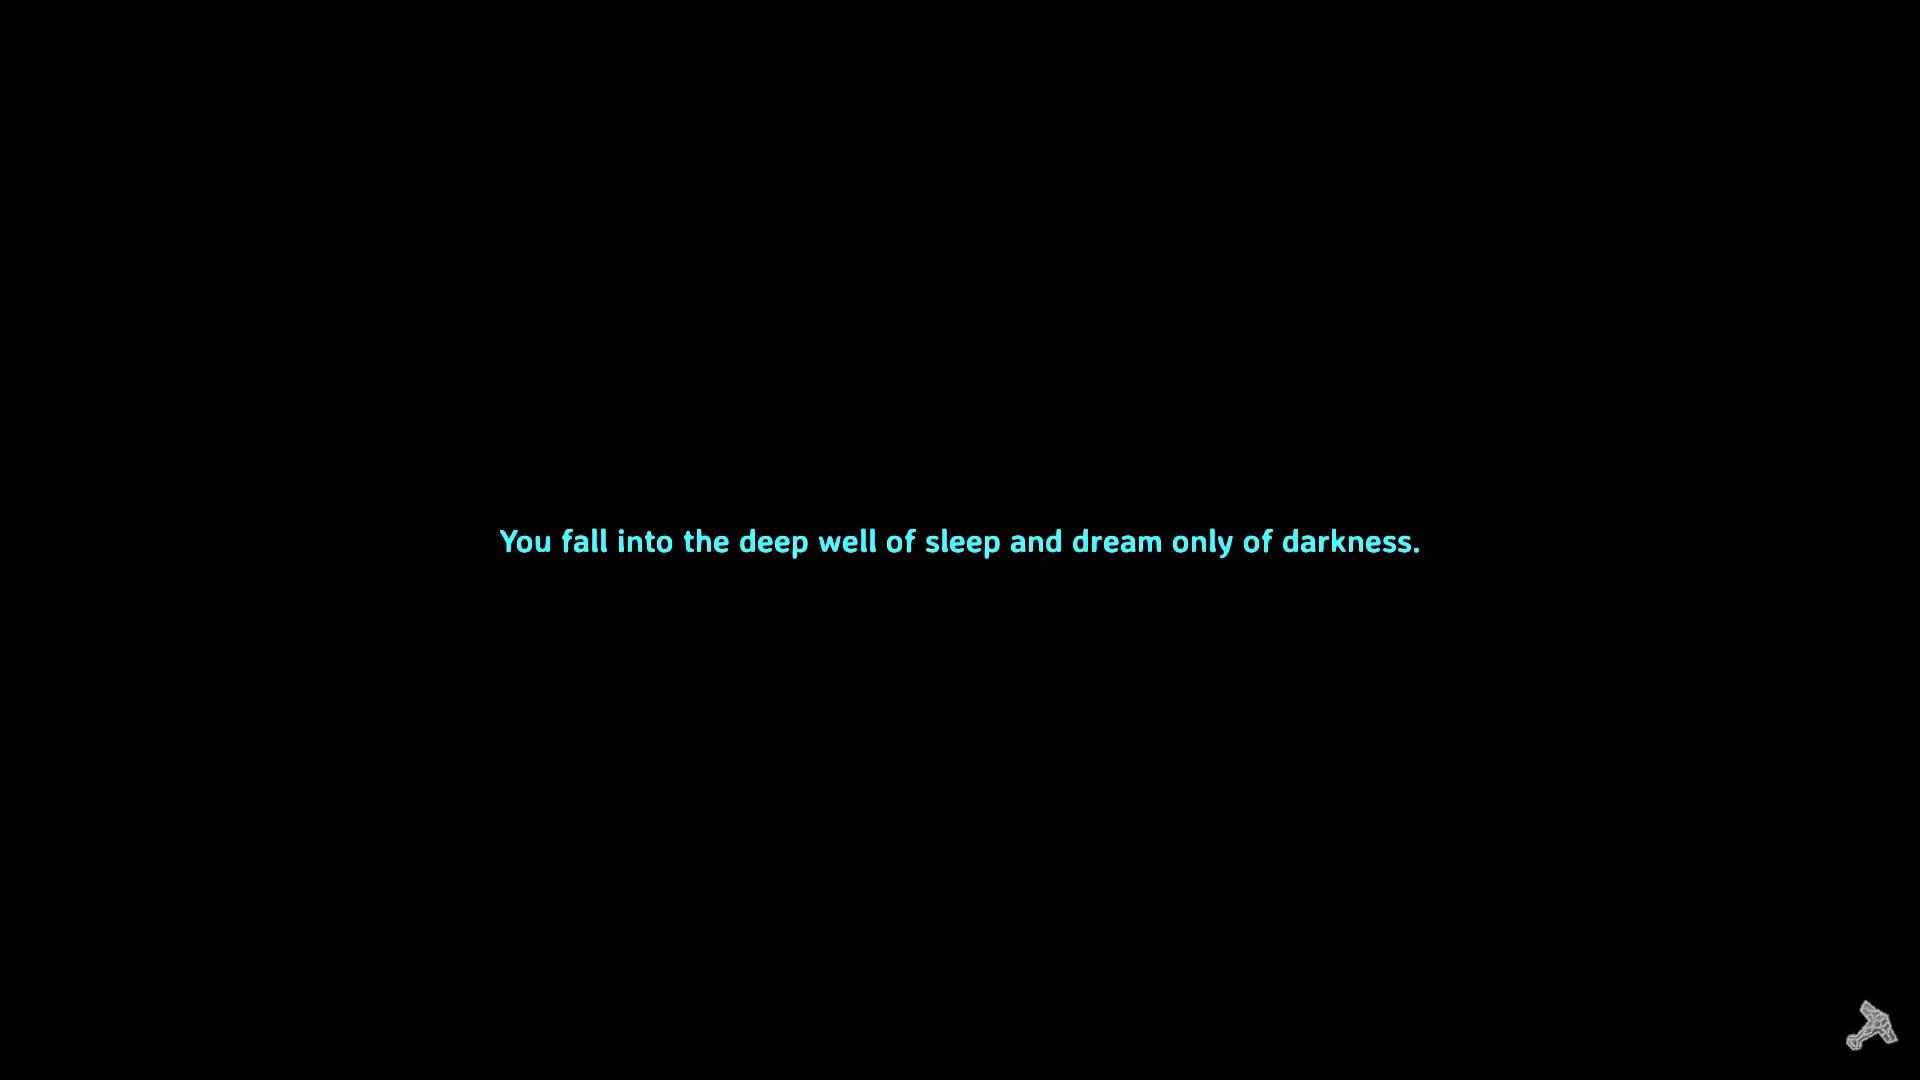 You fall into the deep well of sleep and dream only of darkness.